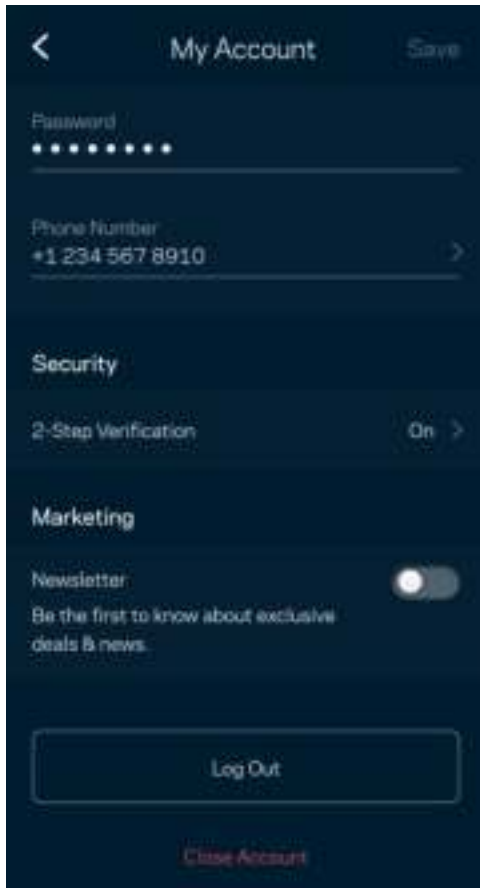 My Account
Save
Password
••••••••
Phone Number
+1 234 567 8910
Security
2-Step Verification
On
Marketing
Newsletter
Be the first to know about exclusive
deals & news.
Log Out
Close Account